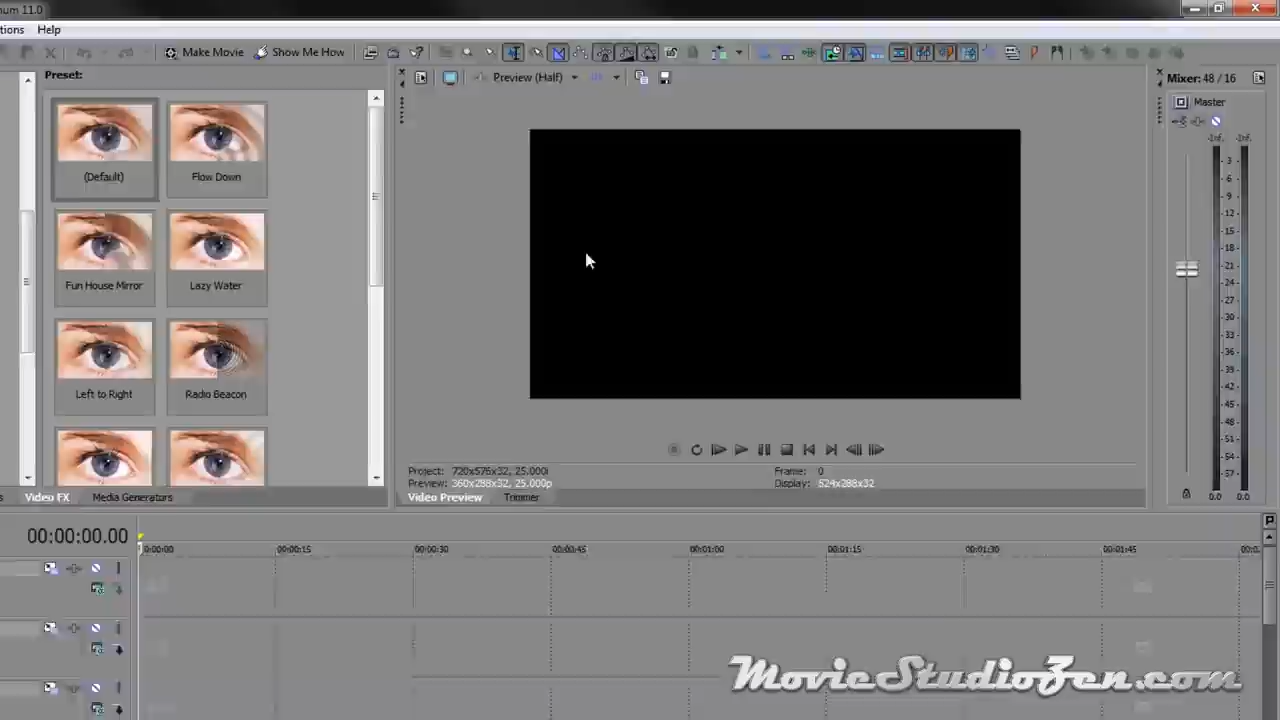 num 11.0
tions Help
Make Movie Show Me How
Preset:
Preview (Half)
Mixer: 48 / 16
Master
-Inf. -Inf.
3
6
9
12
15
18
21
24
27
30
33
36
39
42
45
48
51
54
57
0.0 0.0
(Default) Flow Down
Fun House Mirror Lazy Water
Left to Right Radio Beacon
Project: 720x576x32, 25.000i Frame: 0
Preview: 360x288x32, 25.000p Display: 524x288x32
s Video FX Media Generators Video Preview Trimmer
00:00:00.00
0:00:00 00:00:15 00:00:30 00:00:45 00:01:00 00:01:15 00:01:30 00:01:45 00:0
MovieStudioZen.com